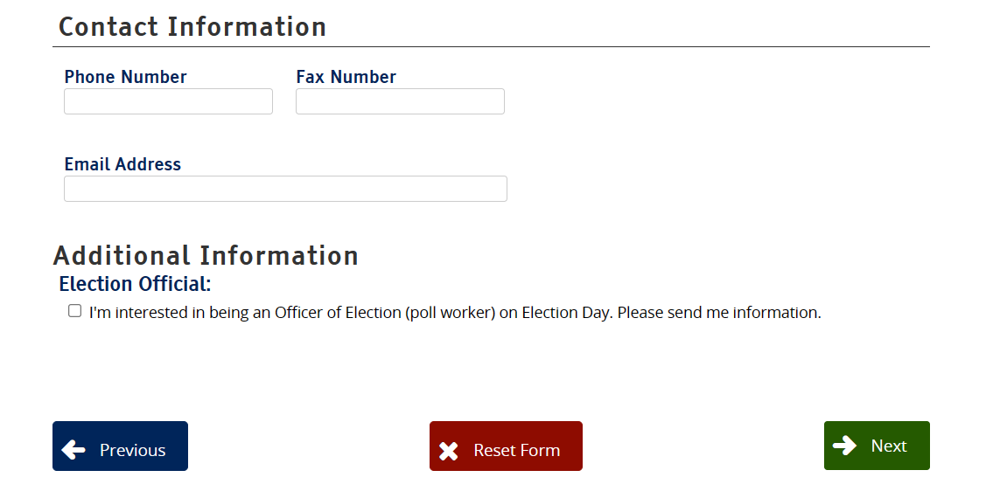 Contact Information
Phone Number Fax Number
Email Address
Additional Information
Election Official:
I'm interested in being an Officer of Election (poll worker) on Election Day. Please send me information.
Previous Reset Form Next